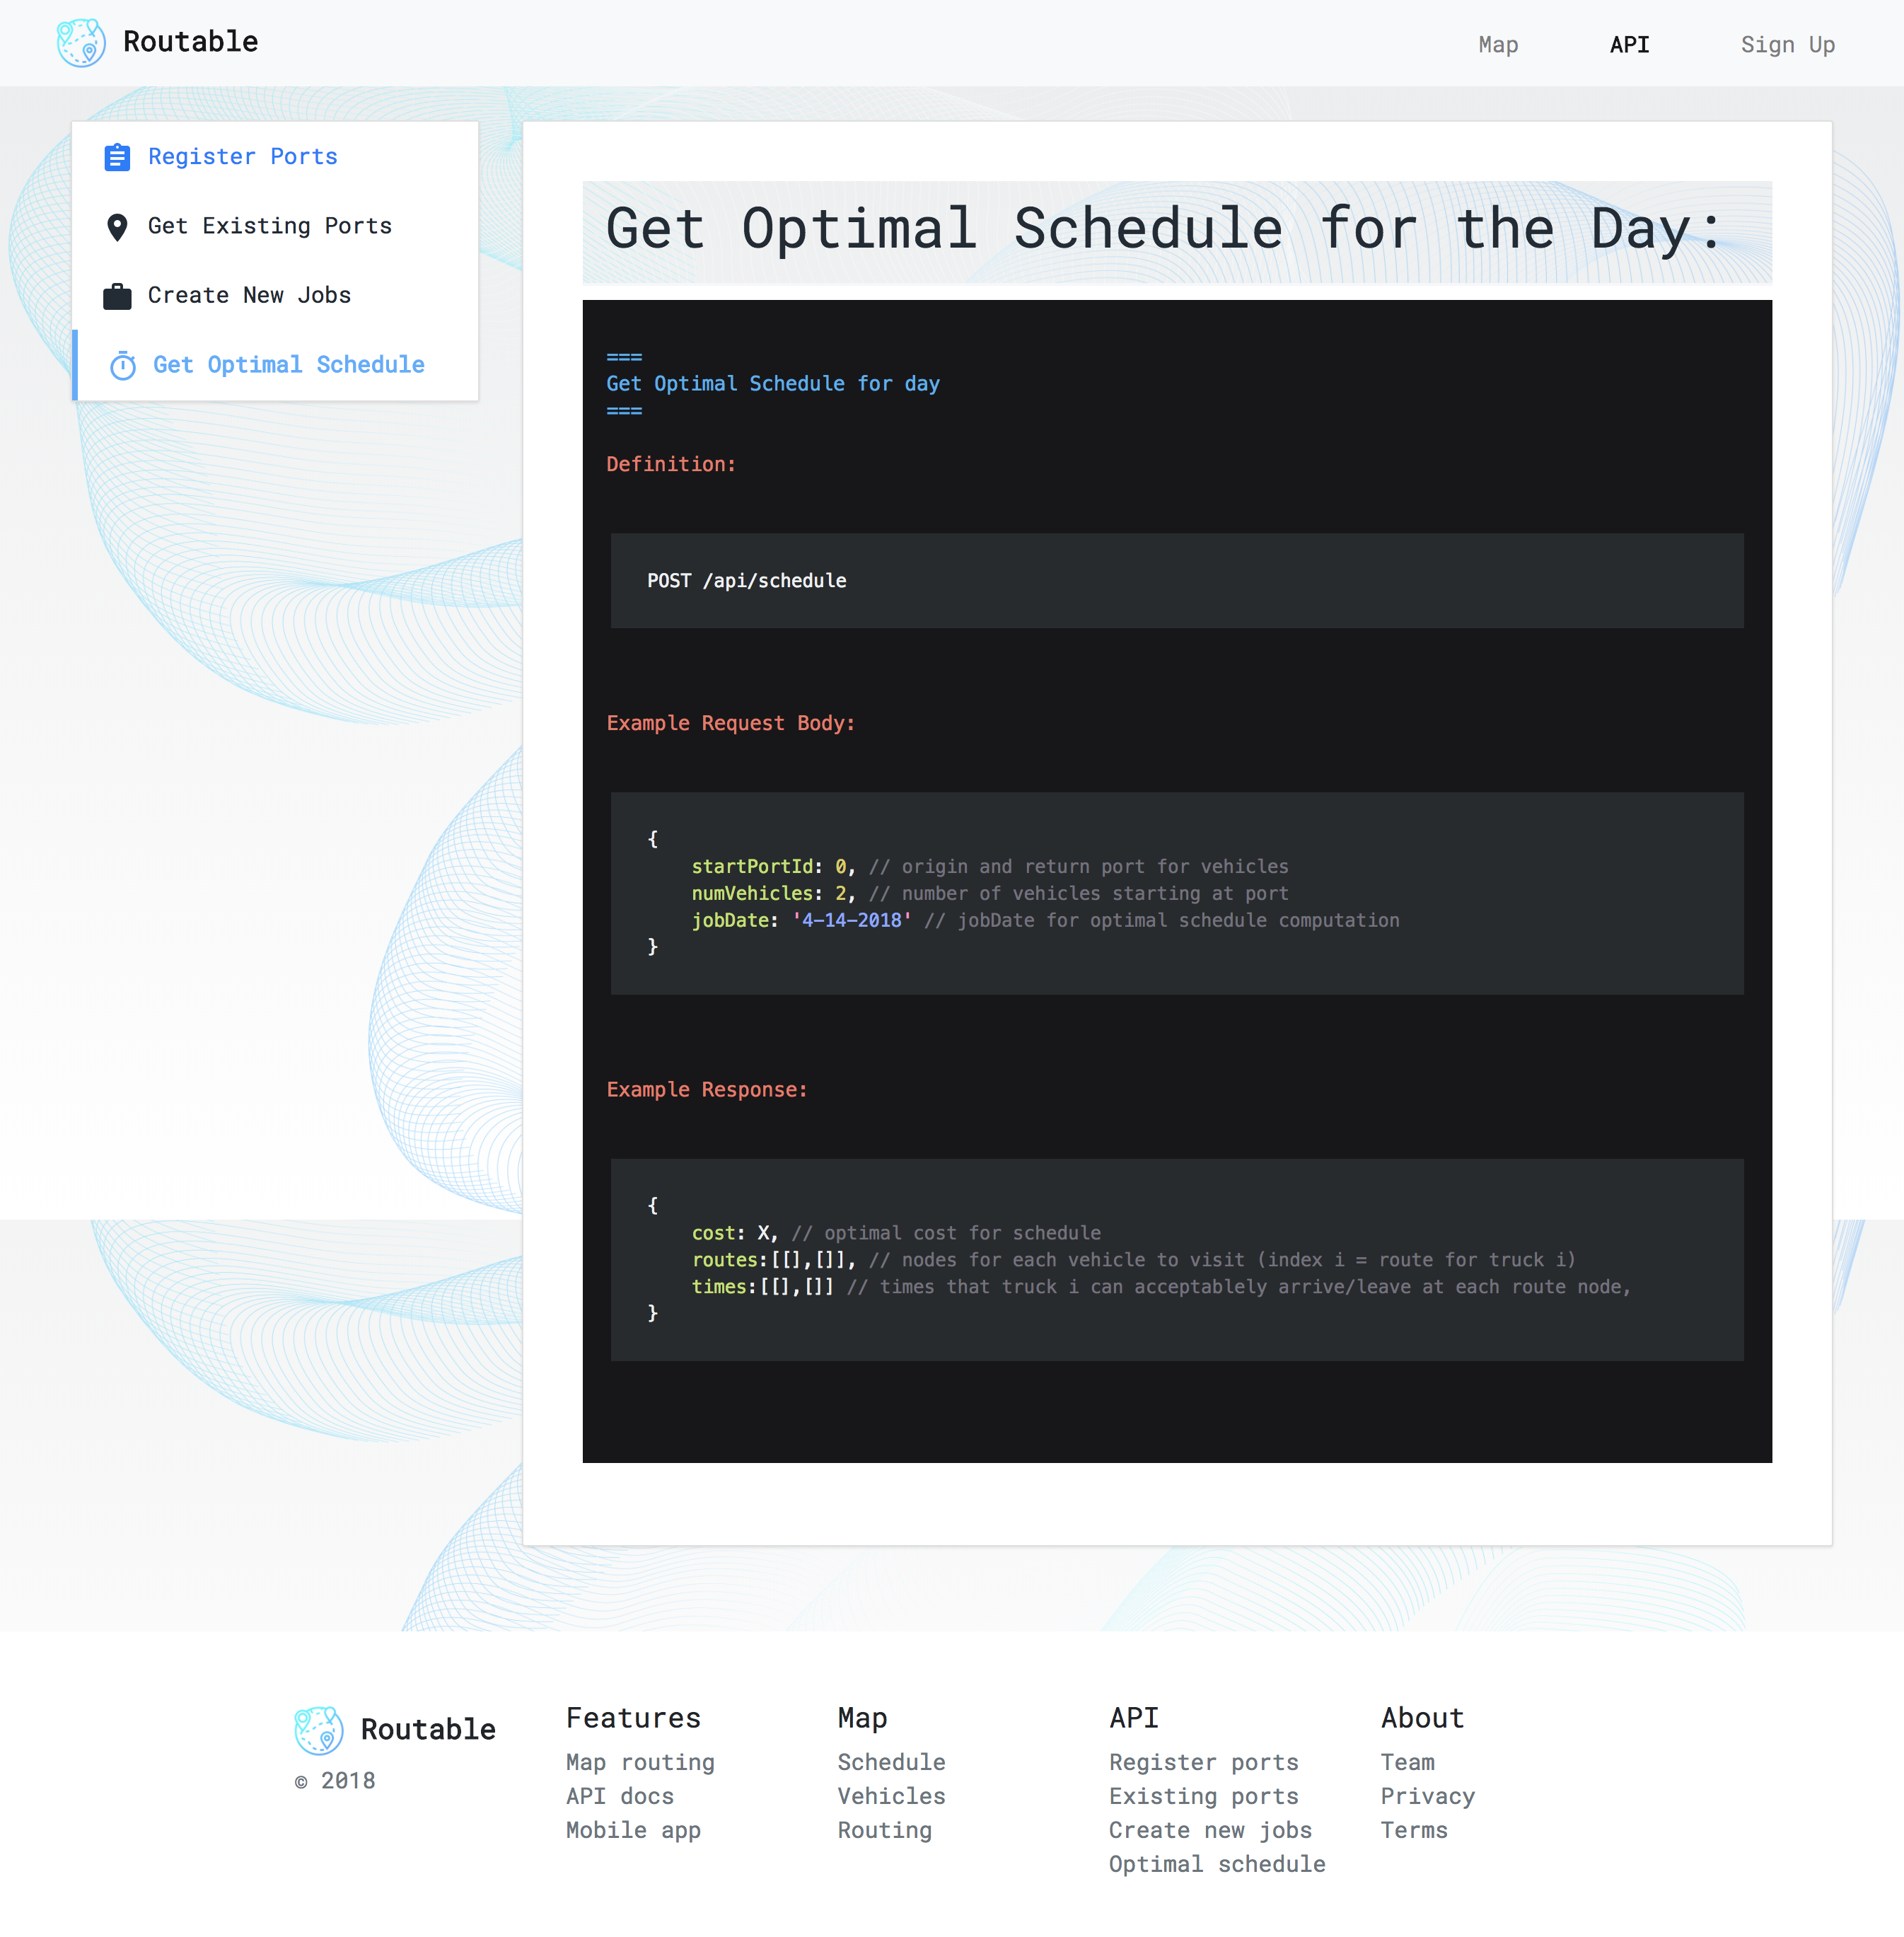 Routable
Map
API
Sign Up
Register Ports
Get Existing Ports
Create New Jobs
Get Optimal Schedule
Get Optimal Schedule for the Day:
===
Get Optimal Schedule for day
===
Definition:
POST /api/schedule
Example Request Body:
{
startPortId: 0, // origin and return port for vehicles
numVehicles: 2, // number of vehicles starting at port
jobDate: '4-14-2018' // jobDate for optimal schedule computation
}
Example Response:
{
cost: X, // optimal cost for schedule
routes:[[],[]], // nodes for each vehicle to visit (index i = route for truck i)
times:[[],[]] // times that truck i can acceptablely arrive/leave at each route node,
}
Routable
© 2018
Features
Map routing
API docs
Mobile app
Map
Schedule
Vehicles
Routing
API
Register ports
Existing ports
Create new jobs
Optimal schedule
About
Team
Privacy
Terms